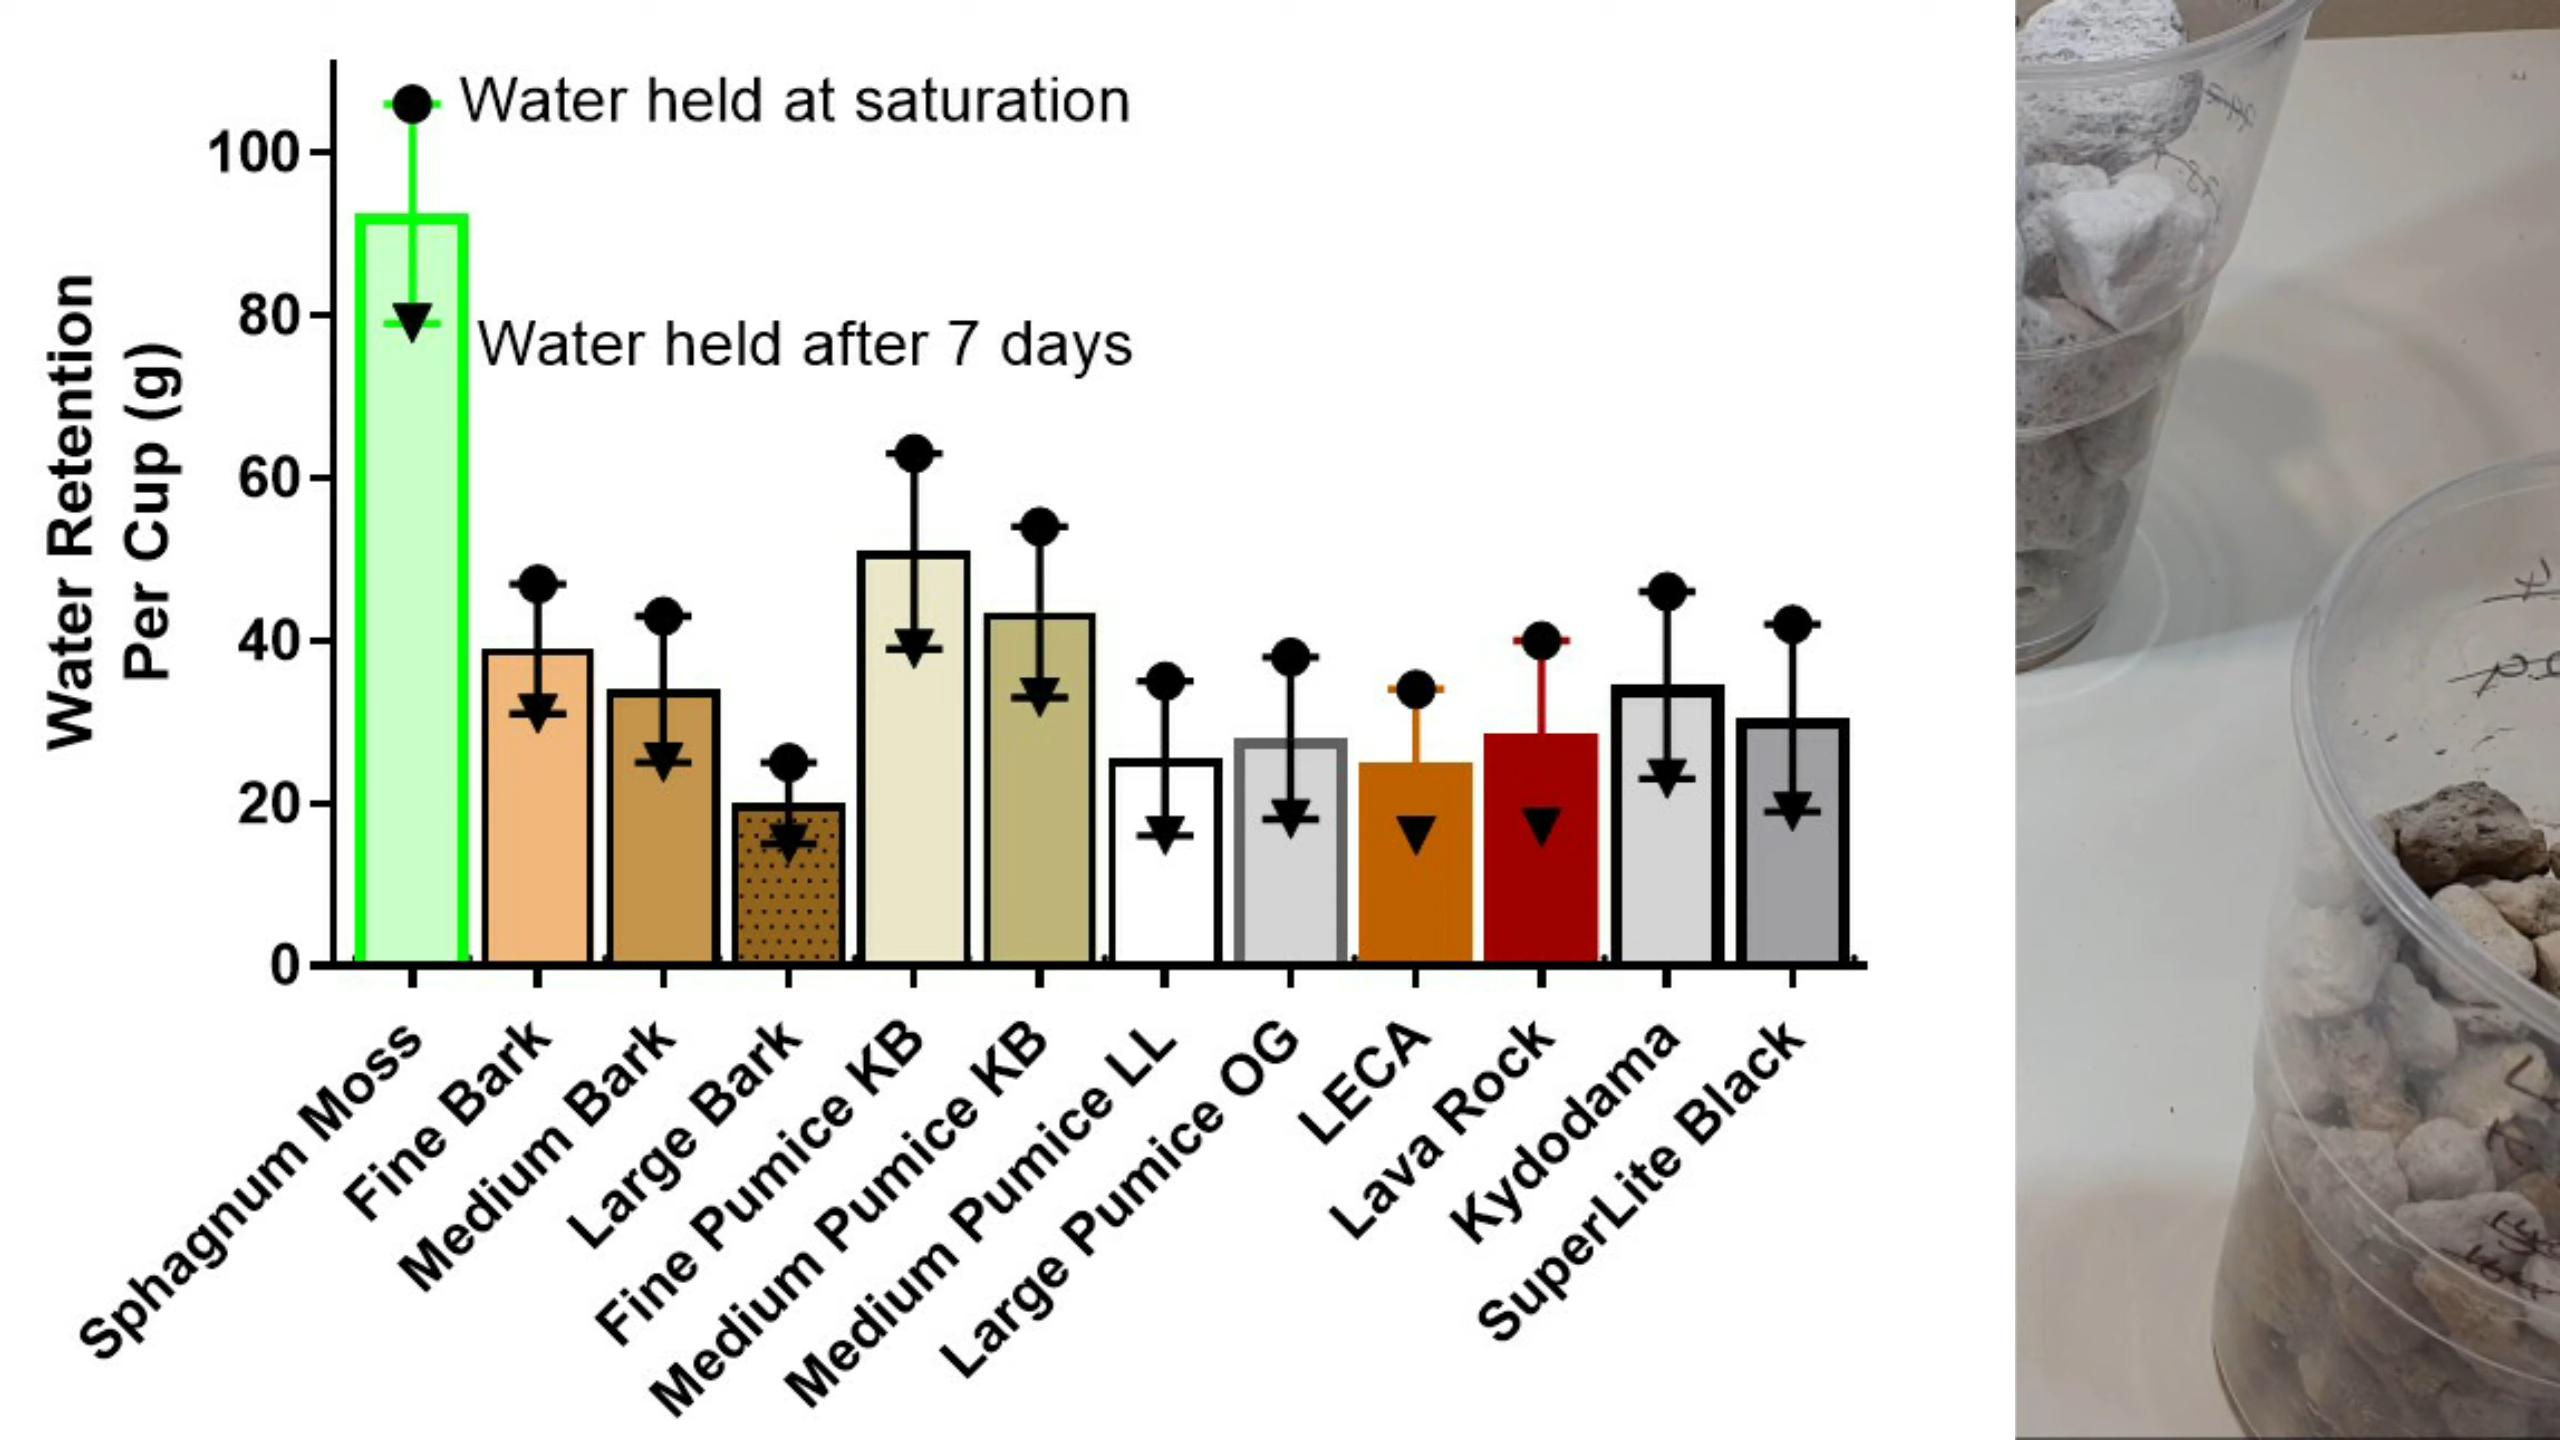 Water held at saturation
Water held after 7 days
Water Retention
Per Cup (g)
100
80
60
40
20
0
Sphagnum Moss
Fine Bark
Medium Bark
Large Bark
Fine Pumice KB
Medium Pumice KB
Medium Pumice LL
Large Pumice OG
LECA
Lava Rock
Kydodama
SuperLite Black